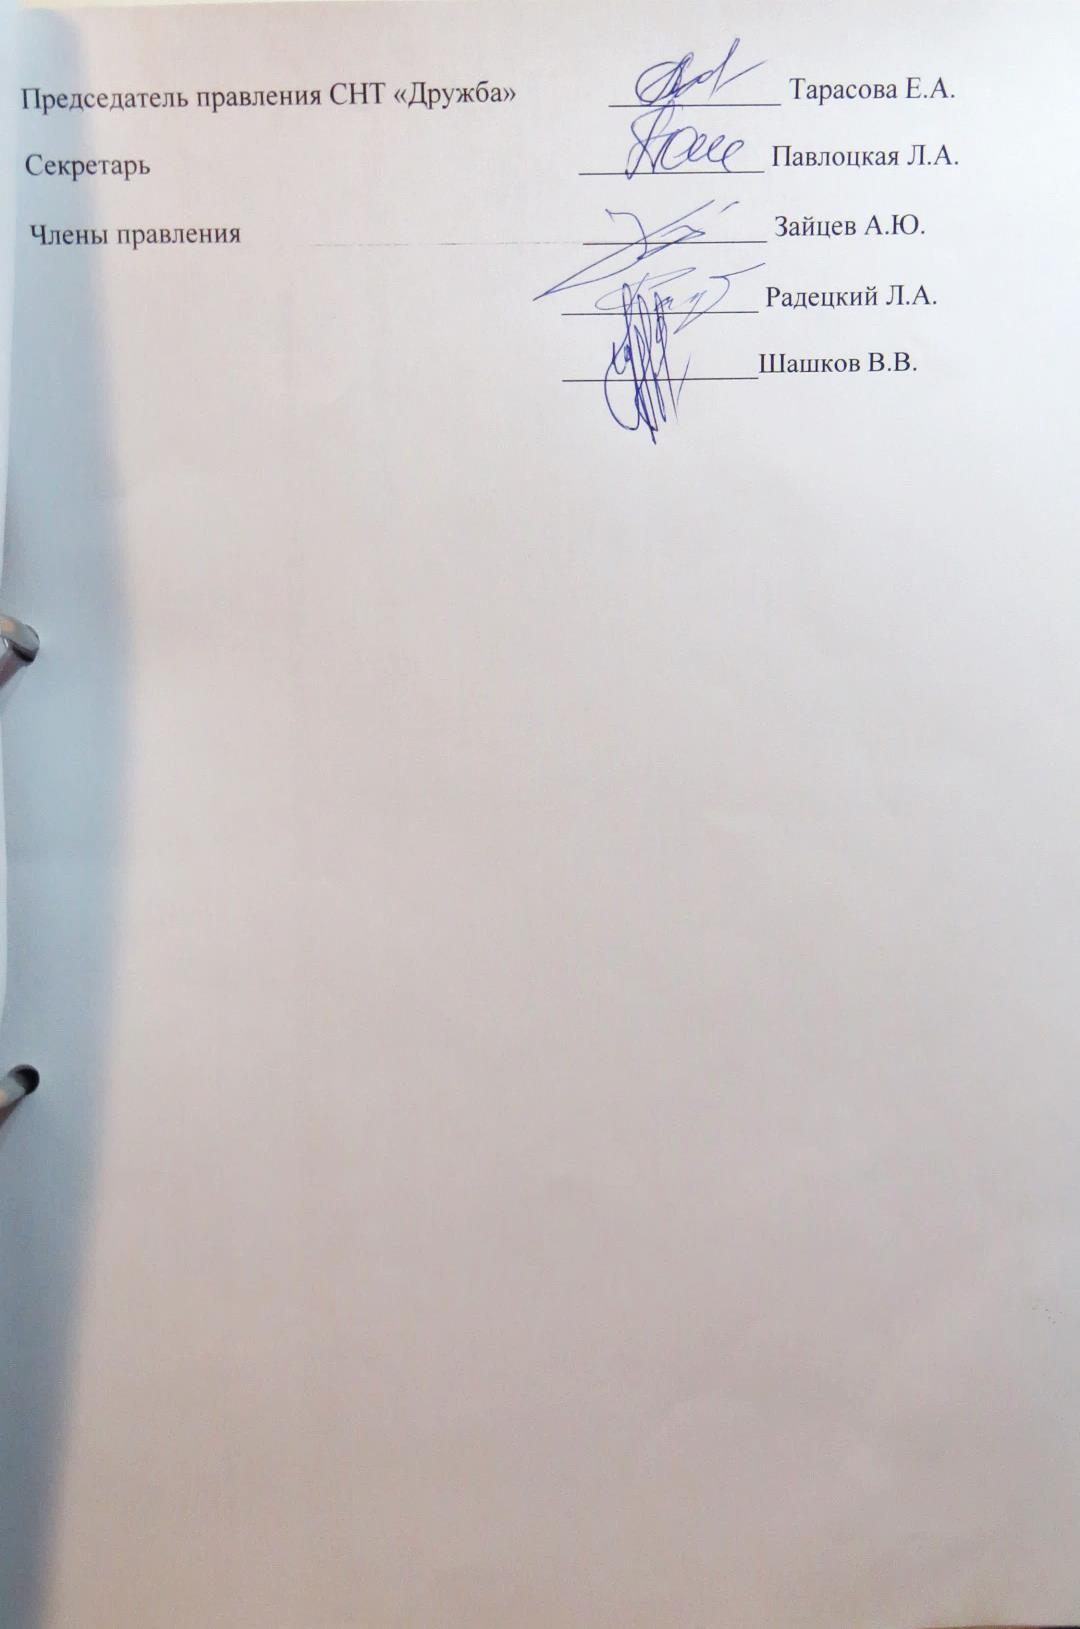 Председатель правления СНТ «Дружба» Тарасова Е.А.
Секретарь Павлоцкая Л.А.
Члены правления Зайцев А.Ю.
Радецкий Л.А.
Шашков В.В.